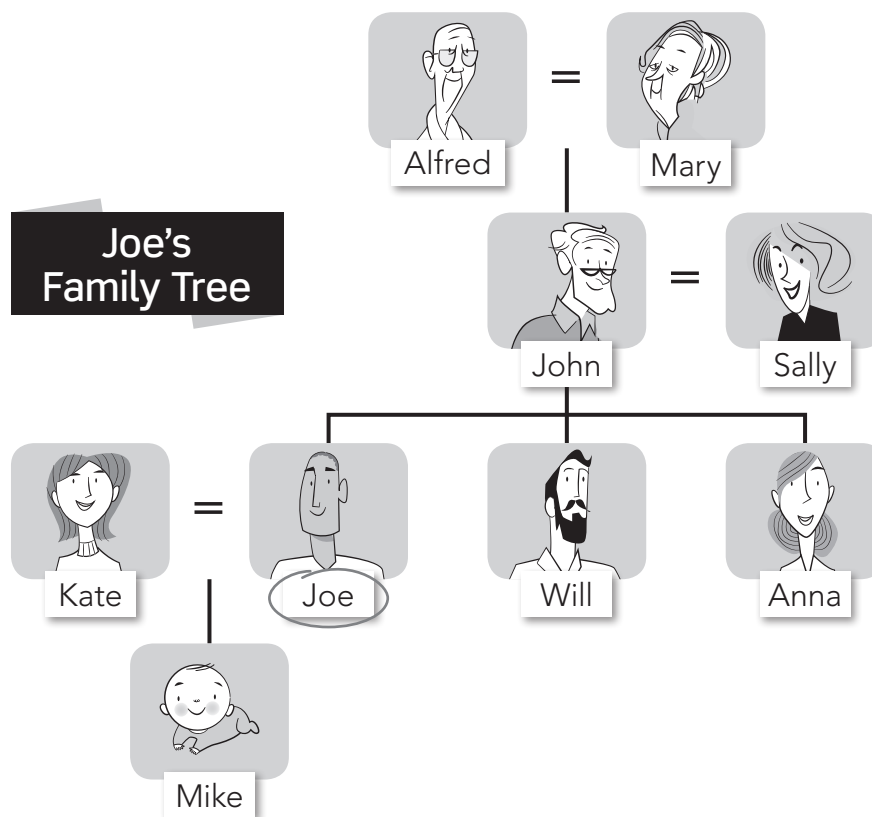 Alfred
Mary
Joe's
Family Tree
John
Sally
Kate
Joe
Will
Anna
Mike